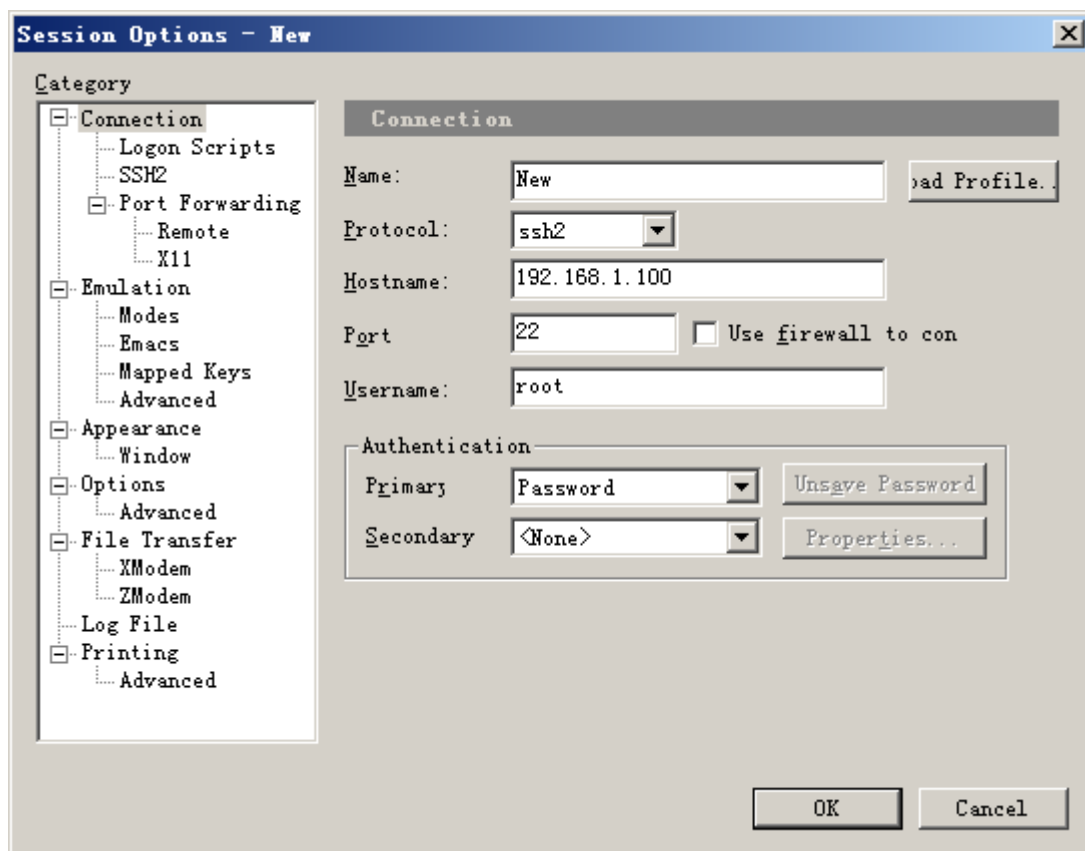 Session Options - New
Category
Connection
Logon Scripts
SSH2
Port Forwarding
Remote
X11
Emulation
Modes
Emacs
Mapped Keys
Advanced
Appearance
Window
Options
Advanced
File Transfer
XModem
ZModem
Log File
Printing
Advanced
Connection
Name: New oad Profile..
Protocol: ssh2
Hostname: 192.168.1.100
Port 22 Use firewall to con
Username: root
Authentication
Primary Password Unsave Password
Secondary <None> Properties...
OK Cancel